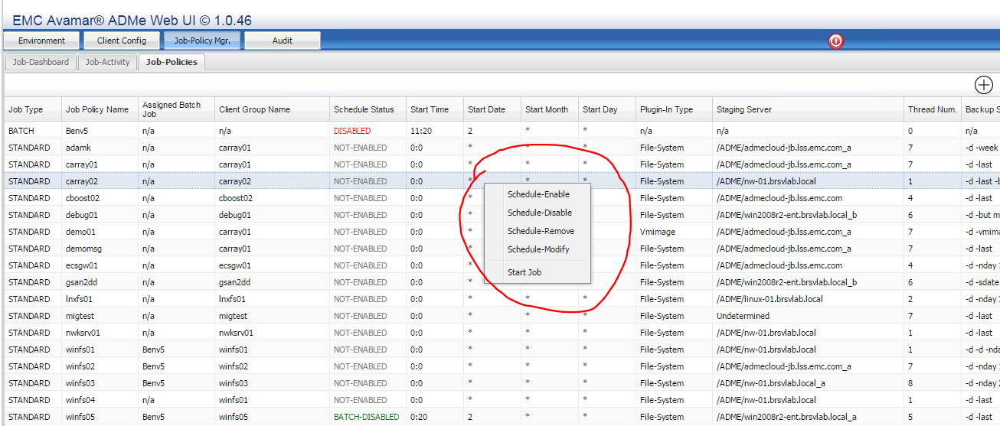 EMC Avamar® ADMe Web UI © 1.0.46
Environment Client Config Job-Policy Mgr. Audit
Job-Dashboard Job-Activity Job-Policies
Job Type Job Policy Name Assigned Batch Job Client Group Name Schedule Status Start Time Start Date Start Month Start Day Plugin-In Type Staging Server Thread Num. Backup S
BATCH Benv5 n/a n/a DISABLED 11:20 2 * * n/a n/a 0 n/a
STANDARD adamk n/a carray01 NOT-ENABLED 0:0 * * * File-System /ADME/admecloud-jb.lss.emc.com_a 7 -d -week
STANDARD carray01 n/a carray01 NOT-ENABLED 0:0 * * * File-System /ADME/admecloud-jb.lss.emc.com_a 7 -d -last
STANDARD carray02 n/a carray02 NOT-ENABLED 0:0 * * * File-System /ADME/nw-01.brsvlab.local 1 -d -last -b
STANDARD cboost02 n/a cboost02 NOT-ENABLED 0:0 * File-System /ADME/admecloud-jb.lss.emc.com 4 -d -last
STANDARD debug01 n/a debug01 NOT-ENABLED 0:0 * File-System /ADME/win2008r2-ent.brsvlab.local_b 6 -d -but m
STANDARD demo01 n/a carray01 NOT-ENABLED 0:0 * Vmimage /ADME/admecloud-jb.lss.emc.com_a 7 -d -vmima
STANDARD demomsg n/a carray01 NOT-ENABLED 0:0 * File-System /ADME/admecloud-jb.lss.emc.com_a 7 -d -last
STANDARD ecsgw01 n/a ecsgw01 NOT-ENABLED 0:0 * File-System /ADME/admecloud-jb.lss.emc.com 4 -d -nday
STANDARD gsan2dd n/a gsan2dd NOT-ENABLED 0:0 * File-System /ADME/win2008r2-ent.brsvlab.local_b 6 -d -sdate
STANDARD lnxfs01 n/a lnxfs01 NOT-ENABLED 0:0 * * * File-System /ADME/linux-01.brsvlab.local 2 -d -nday
STANDARD migtest n/a migtest NOT-ENABLED 0:0 * * * File-System Undetermined 7 -d -last
STANDARD nwksrv01 n/a nwksrv01 NOT-ENABLED 0:0 * * * File-System /ADME/nw-01.brsvlab.local 1 -d -last
STANDARD winfs01 Benv5 winfs01 NOT-ENABLED 0:0 * * * File-System /ADME/nw-01.brsvlab.local 1 -d -d -nda
STANDARD winfs02 Benv5 winfs02 NOT-ENABLED 0:0 * * * File-System /ADME/admecloud-jb.lss.emc.com_a 7 -d -nday
STANDARD winfs03 Benv5 winfs03 NOT-ENABLED 0:0 * * * File-System /ADME/nw-01.brsvlab.local_a 8 -d -nday
STANDARD winfs04 n/a winfs01 NOT-ENABLED 0:0 * * * File-System /ADME/nw-01.brsvlab.local 1 -d -last
STANDARD winfs05 Benv5 winfs05 BATCH-DISABLED 0:20 2 * * File-System /ADME/win2008r2-ent.brsvlab.local_a 5 -d -last
Schedule-Enable
Schedule-Disable
Schedule-Remove
Schedule-Modify
Start Job